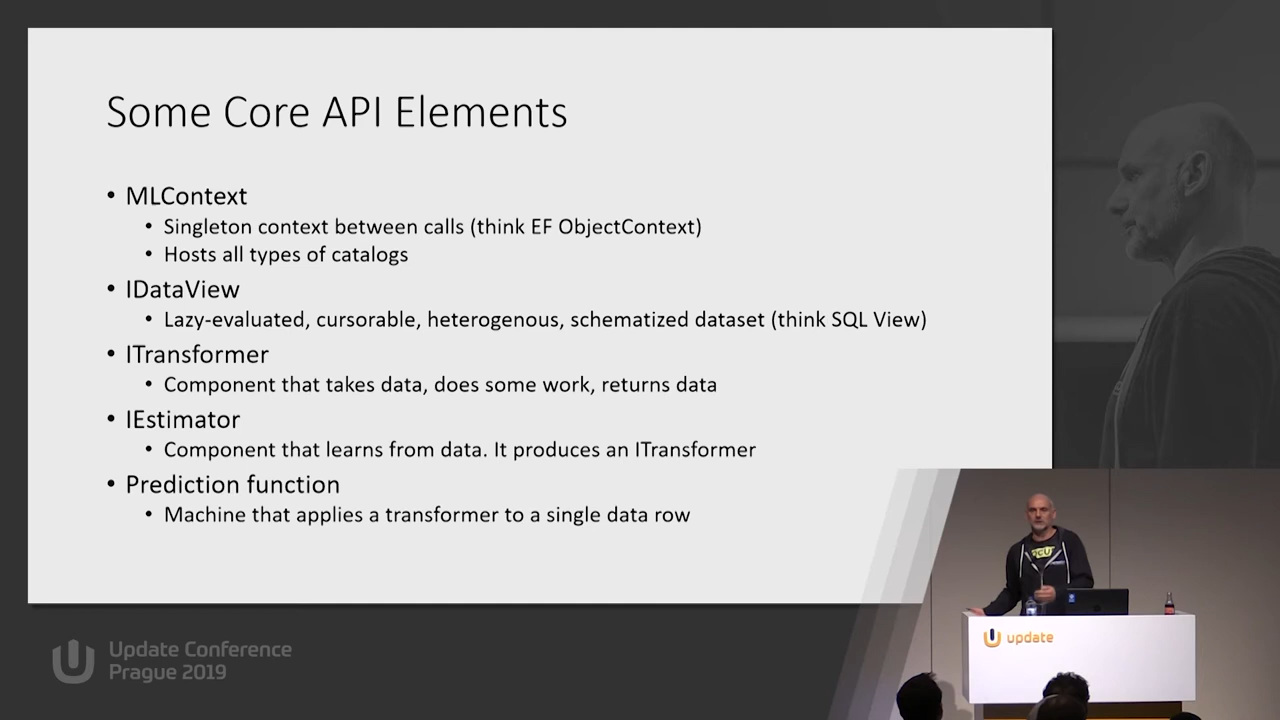 Some Core API Elements
• MLContext
• Singleton context between calls (think EF ObjectContext)
• Hosts all types of catalogs
• IDataView
• Lazy-evaluated, cursorable, heterogenous, schematized dataset (think SQL View)
• ITransformer
• Component that takes data, does some work, returns data
• IEstimator
• Component that learns from data. It produces an ITransformer
• Prediction function
• Machine that applies a transformer to a single data row
Update Conference
Prague 2019
update